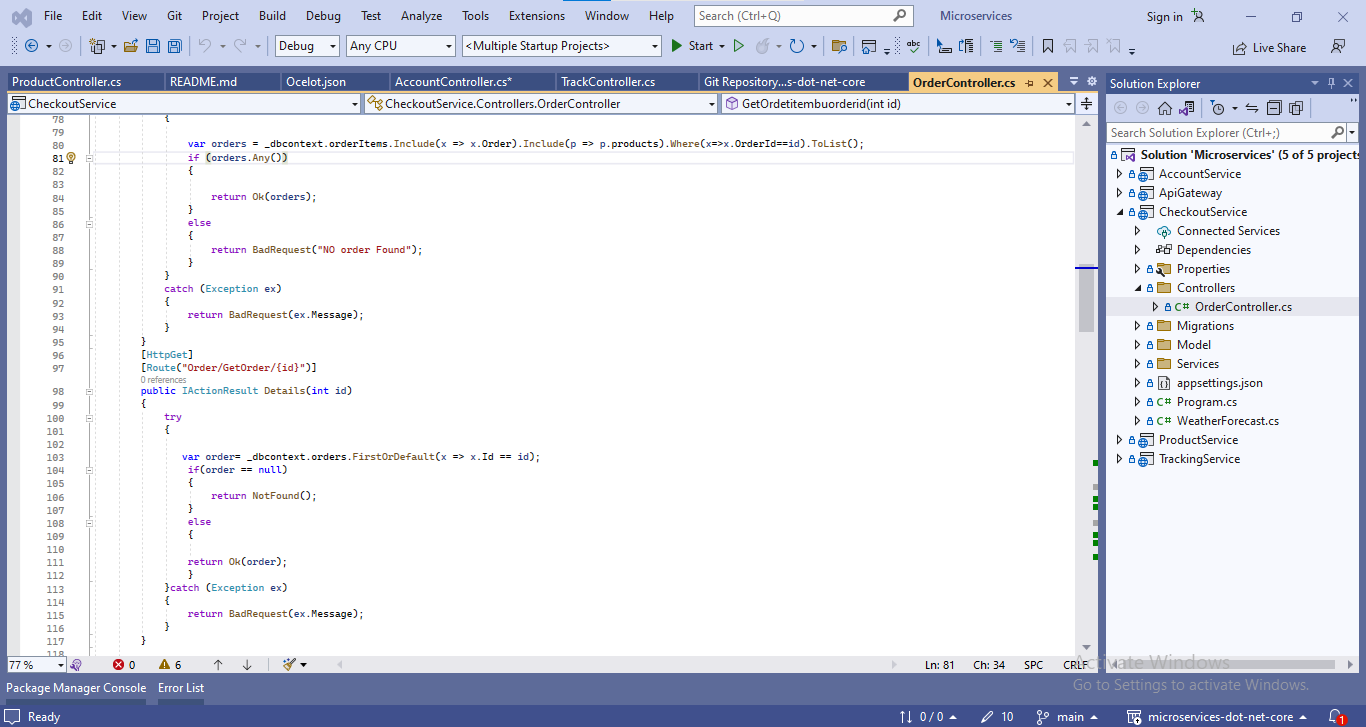 File Edit View Git Project Build Debug Test Analyze Tools Extensions Window Help Search (Ctrl+Q) Microservices Sign in
Debug Any CPU <Multiple Startup Projects> Start Live Share
ProductController.cs README.md Ocelot.json AccountController.cs* TrackController.cs Git Repository...s-dot-net-core OrderController.cs
CheckoutService CheckoutService.Controllers.OrderController GetOrdetitembuorderid(int id)
78 {
79
80 var orders = _dbcontext.orderItems.Include(x => x.Order).Include(p => p.products).Where(x=>x.OrderId==id).ToList();
81 if (orders.Any())
82 {
83
84 return Ok(orders);
85 }
86 else
87 {
88 return BadRequest("NO order Found");
89 }
90 }
91 catch (Exception ex)
92 {
93 return BadRequest(ex.Message);
94 }
95 }
96 [HttpGet]
97 [Route("Order/GetOrder/{id}")]
0 references
98 public IActionResult Details(int id)
99 {
100 try
101 {
102
103 var order= _dbcontext.orders.FirstOrDefault(x => x.Id == id);
104 if(order == null)
105 {
106 return NotFound();
107 }
108 else
109 {
110
111 return Ok(order);
112 }
113 }catch (Exception ex)
114 {
115 return BadRequest(ex.Message);
116 }
117 }
118
77 % 0 6 Ln: 81 Ch: 34 SPC CRLF
Solution Explorer
Search Solution Explorer (Ctrl+;)
Solution 'Microservices' (5 of 5 projects
AccountService
ApiGateway
CheckoutService
Connected Services
Dependencies
Properties
Controllers
C# OrderController.cs
Migrations
Model
Services
appsettings.json
C# Program.cs
C# WeatherForecast.cs
ProductService
TrackingService
Activate Windows
Go to Settings to activate Windows.
Package Manager Console Error List
Ready 0 / 0 10 main microservices-dot-net-core 1